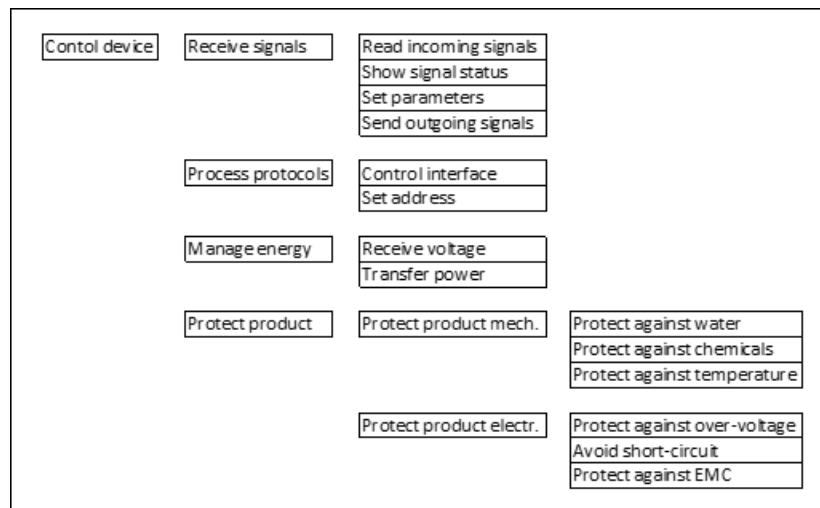 Contol device Receive signals Read incoming signals
Show signal status
Set parameters
Send outgoing signals
Process protocols Control interface
Set address
Manage energy Receive voltage
Transfer power
Protect product Protect product mech. Protect against water
Protect against chemicals
Protect against temperature
Protect product electr. Protect against over-voltage
Avoid short-circuit
Protect against EMC